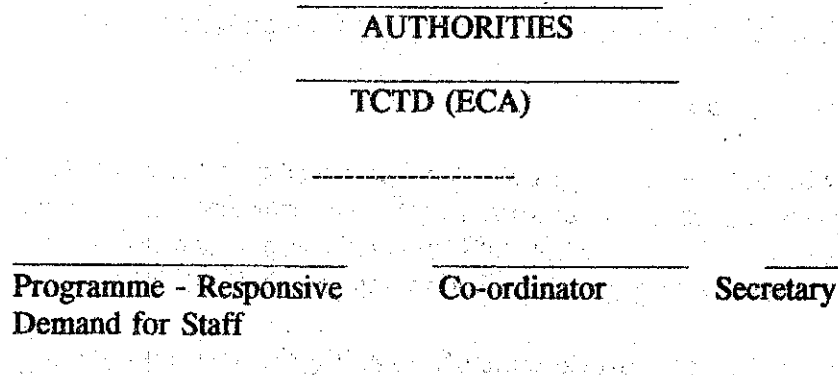 AUTHORITIES
TCTD (ECA)
Programme - Responsive Co-ordinator Secretary
Demand for Staff